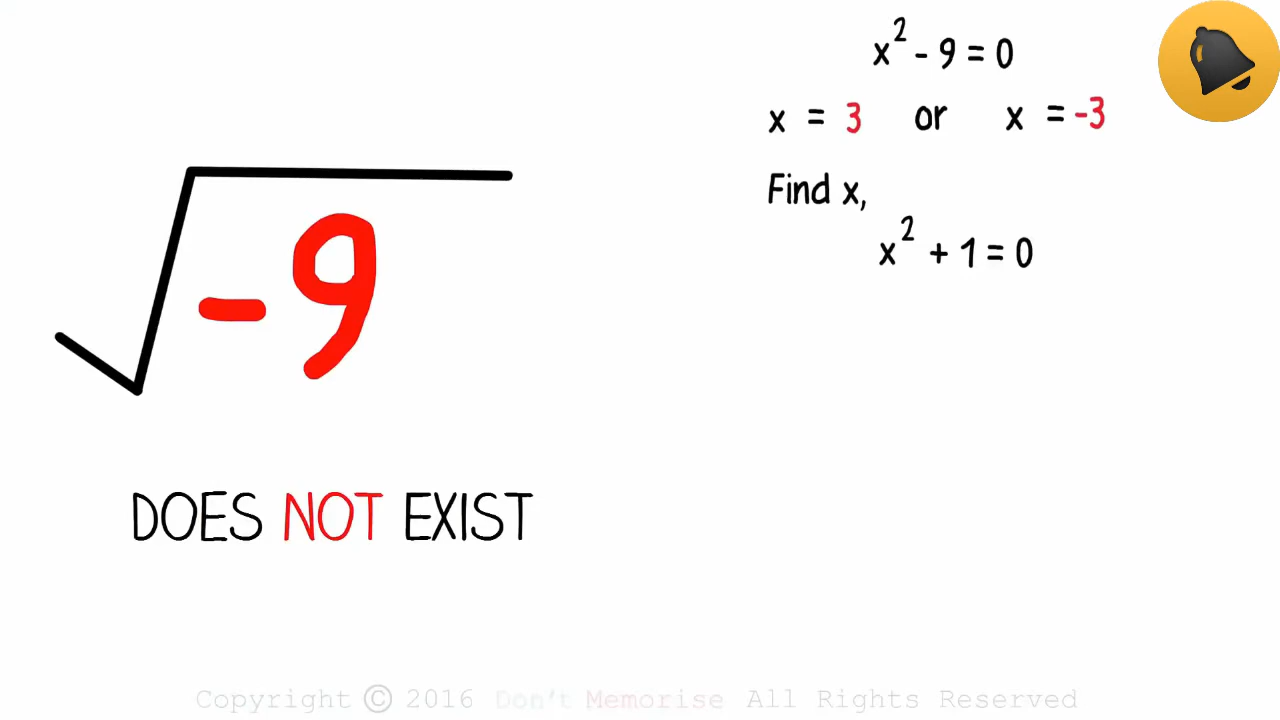 x² - 9 = 0
x = 3 or x = -3
Find x,
x² + 1 = 0
√-9
DOES NOT EXIST
Copyright © 2016 Don't Memorise All Rights Reserved